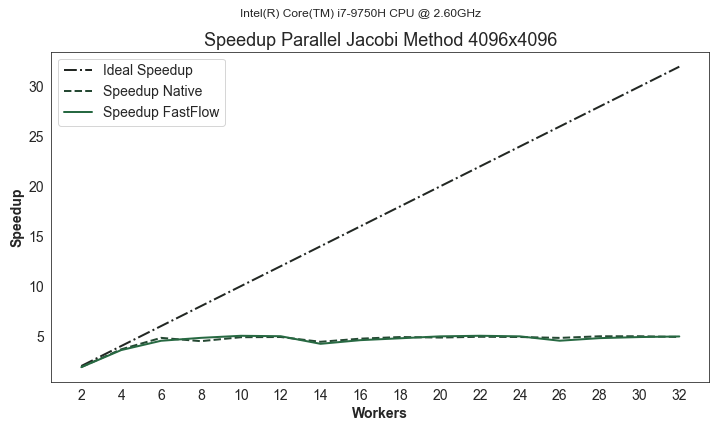 Intel(R) Core(TM) i7-9750H CPU @ 2.60GHz
Speedup Parallel Jacobi Method 4096x4096
Ideal Speedup
Speedup Native
Speedup FastFlow
Speedup
30
25
20
15
10
5
2 4 6 8 10 12 14 16 18 20 22 24 26 28 30 32
Workers